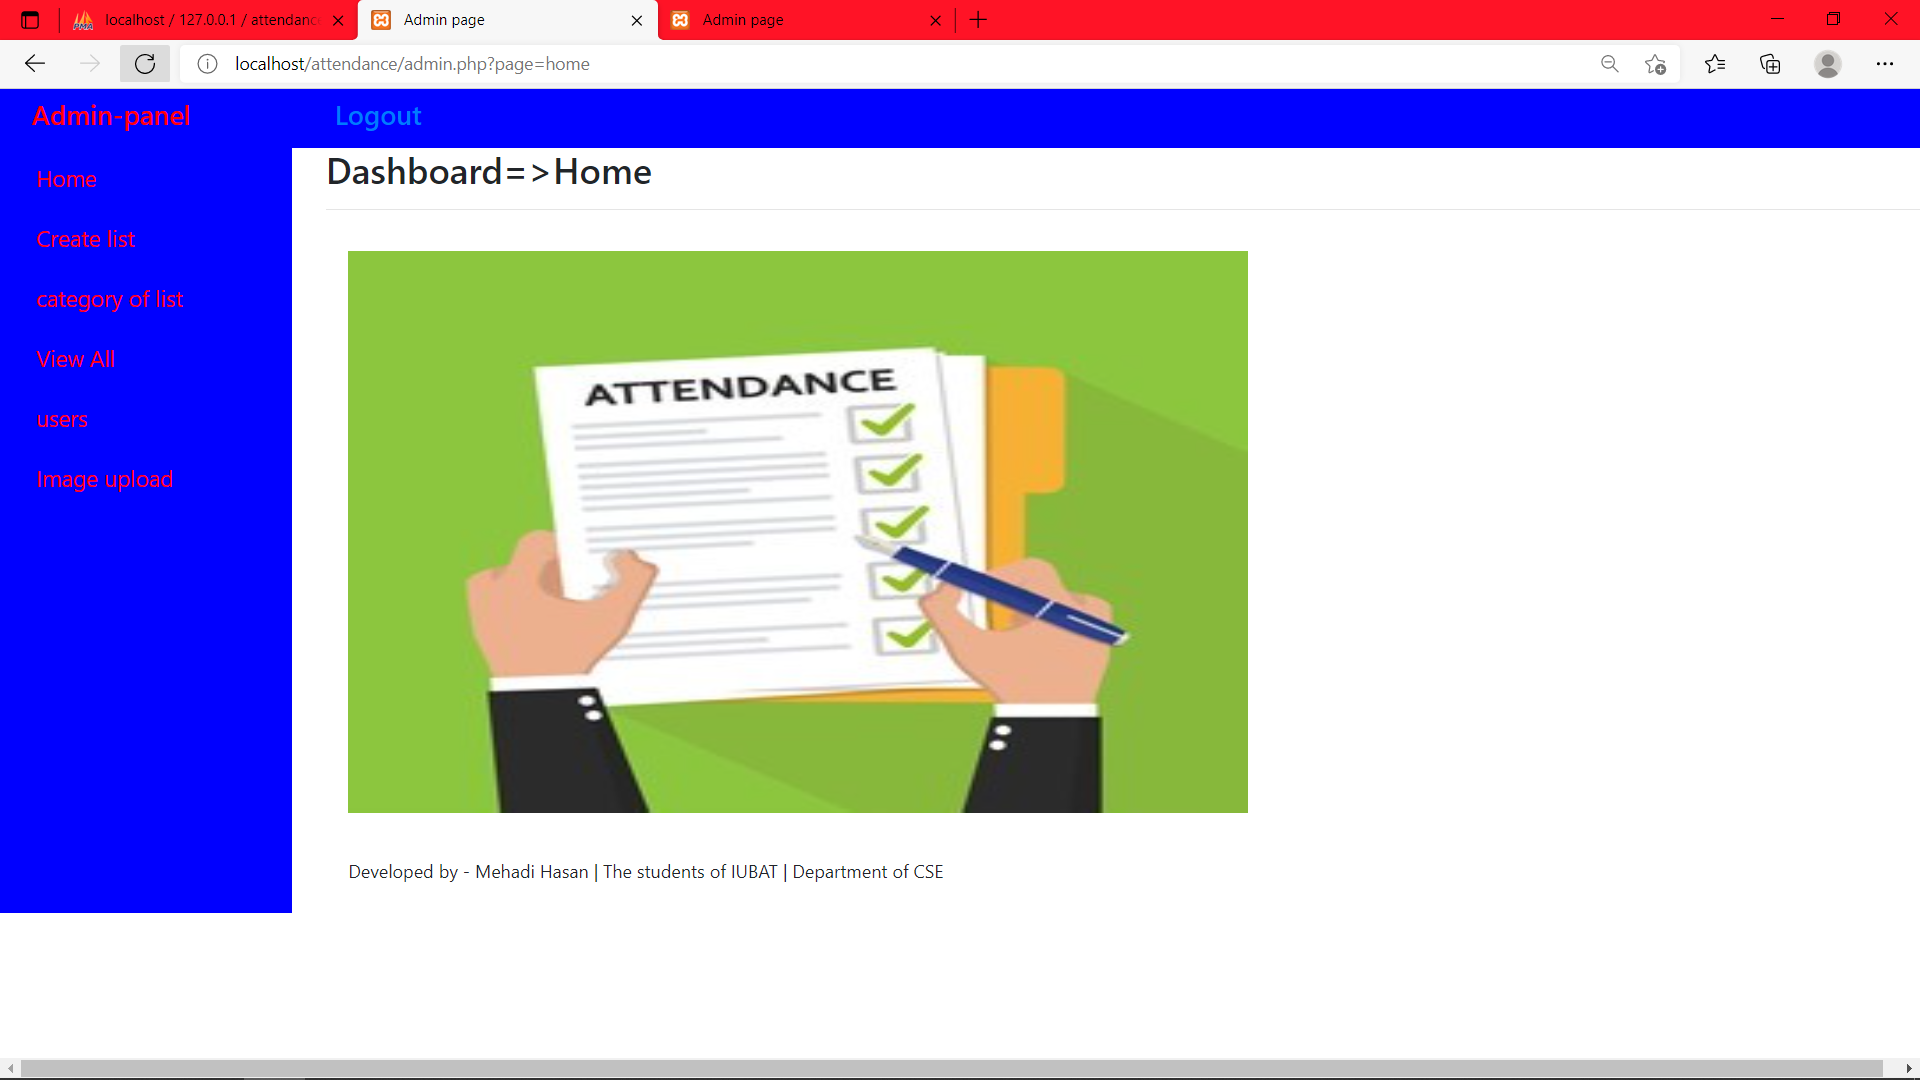 localhost / 127.0.0.1 / attendanc
Admin page
Admin page
localhost/attendance/admin.php?page=home
Admin-panel
Logout
Dashboard=>Home
Home
Create list
category of list
View All
users
Image upload
ATTENDANCE
Developed by - Mehadi Hasan | The students of IUBAT | Department of CSE